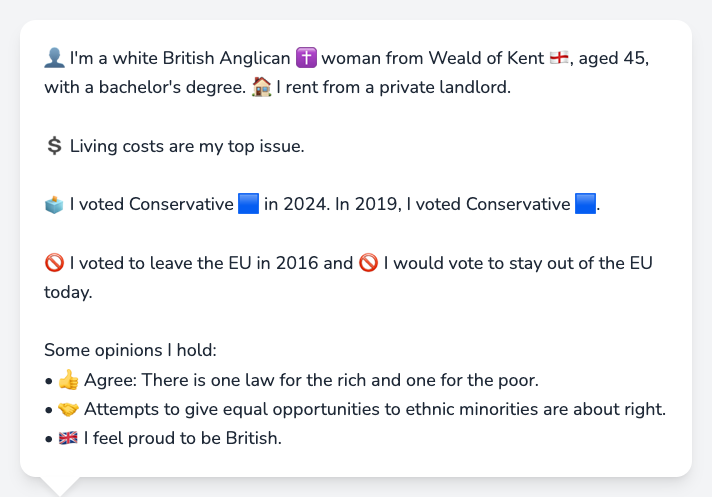 👤 I'm a white British Anglican ✝️ woman from Weald of Kent 🏴󠁧󠁢󠁥󠁮󠁧󠁿, aged 45,
with a bachelor's degree. 🏠 I rent from a private landlord.
💲 Living costs are my top issue.
🗳️ I voted Conservative 🟦 in 2024. In 2019, I voted Conservative 🟦.
🚫 I voted to leave the EU in 2016 and 🚫 I would vote to stay out of the EU
today.
Some opinions I hold:
• 👍 Agree: There is one law for the rich and one for the poor.
• 🤝 Attempts to give equal opportunities to ethnic minorities are about right.
• 🇬🇧 I feel proud to be British.